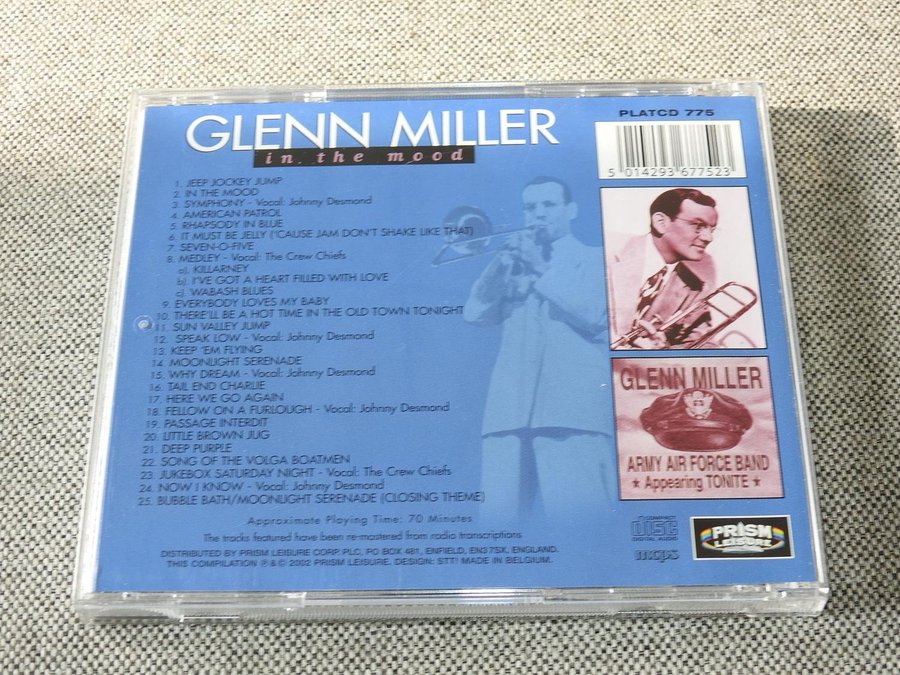 PLATCD 775
GLENN MILLER
in the mood
5 014293 677523
1. JEEP JOCKEY JUMP
2. IN THE MOOD
3. SYMPHONY - Vocal: Johnny Desmond
4. AMERICAN PATROL
5. RHAPSODY IN BLUE
6. IT MUST BE JELLY ('CAUSE JAM DON'T SHAKE LIKE THAT)
7. SEVEN-O-FIVE
8. MEDLEY - Vocal: The Crew Chiefs
a). KILLARNEY
b). I'VE GOT A HEART FILLED WITH LOVE
c). WABASH BLUES
9. EVERYBODY LOVES MY BABY
10. THERE'LL BE A HOT TIME IN THE OLD TOWN TONIGHT
11. SUN VALLEY JUMP
12. SPEAK LOW - Vocal: Johnny Desmond
13. KEEP 'EM FLYING
14. MOONLIGHT SERENADE
15. WHY DREAM - Vocal: Johnny Desmond
16. TAIL END CHARLIE
17. HERE WE GO AGAIN
18. FELLOW ON A FURLOUGH - Vocal: Johnny Desmond
19. PASSAGE INTERDIT
20. LITTLE BROWN JUG
21. DEEP PURPLE
22. SONG OF THE VOLGA BOATMEN
23. JUKEBOX SATURDAY NIGHT - Vocal: The Crew Chiefs
24. NOW I KNOW - Vocal: Johnny Desmond
25. BUBBLE BATH/MOONLIGHT SERENADE (CLOSING THEME)
Approximate Playing Time: 70 Minutes
The tracks featured have been re-mastered from radio transcriptions
DISTRIBUTED BY PRISM LEISURE CORP PLC, PO BOX 481, ENFIELD, EN3 7SX, ENGLAND.
THIS COMPILATION ℗ & © 2002 PRISM LEISURE. DESIGN: STT! MADE IN BELGIUM.
GLENN MILLER
ARMY AIR FORCE BAND
★ Appearing TONITE ★
COMPACT
disc
DIGITAL AUDIO
mcps
PRISM
LEISURE